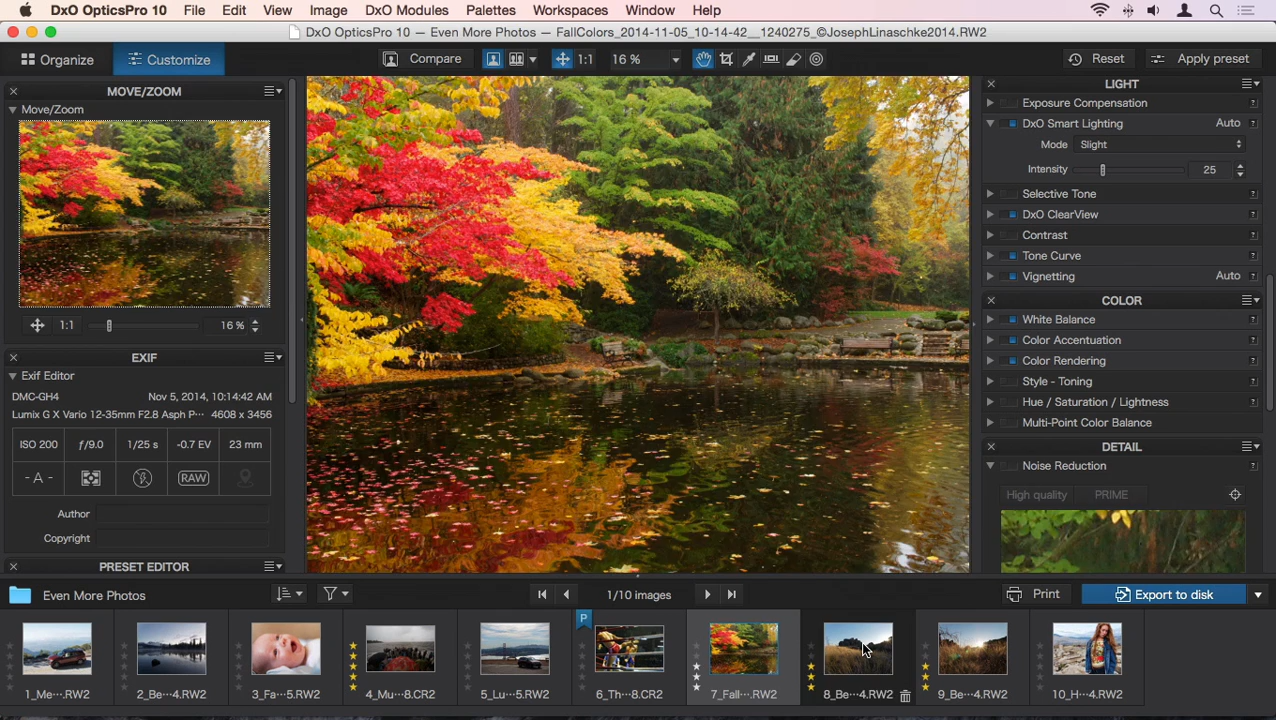 DxO OpticsPro 10 File Edit View Image DxO Modules Palettes Workspaces Window Help
DxO OpticsPro 10 — Even More Photos — FallColors_2014-11-05_10-14-42__1240275_©JosephLinaschke2014.RW2
Organize Customize Compare 1:1 16 % Reset Apply preset
MOVE/ZOOM
Move/Zoom
1:1 16 %
EXIF
Exif Editor
DMC-GH4 Nov 5, 2014, 10:14:42 AM
Lumix G X Vario 12-35mm F2.8 Asph P··· 4608 x 3456
ISO 200 ƒ/9.0 1/25 s -0.7 EV 23 mm
- A - RAW
Author
Copyright
PRESET EDITOR
LIGHT
Exposure Compensation ?
DxO Smart Lighting Auto ?
Mode Slight
Intensity 25
Selective Tone ?
DxO ClearView ?
Contrast ?
Tone Curve ?
Vignetting Auto ?
COLOR
White Balance ?
Color Accentuation ?
Color Rendering ?
Style - Toning ?
Hue / Saturation / Lightness ?
Multi-Point Color Balance ?
DETAIL
Noise Reduction ?
High quality PRIME
Even More Photos 1/10 images Print Export to disk
P
1_Me···.RW2 2_Be···4.RW2 3_Fa···5.RW2 4_Mu···8.CR2 5_Lu···5.RW2 6_Th···8.CR2 7_Fall···.RW2 8_Be···4.RW2 9_Be···4.RW2 10_H···4.RW2